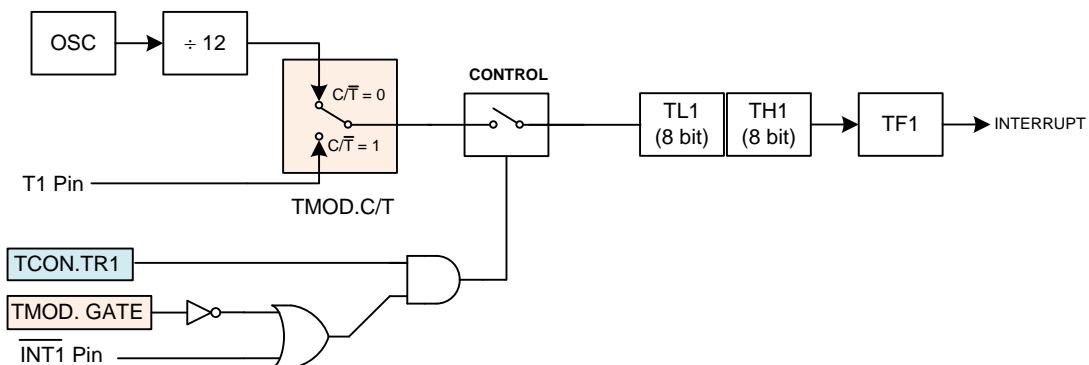 OSC
÷ 12
C/T̅ = 0
C/T̅ = 1
TMOD.C/T
T1 Pin
CONTROL
TL1
(8 bit)
TH1
(8 bit)
TF1
INTERRUPT
TCON.TR1
TMOD. GATE
I̅N̅T̅1̅ Pin